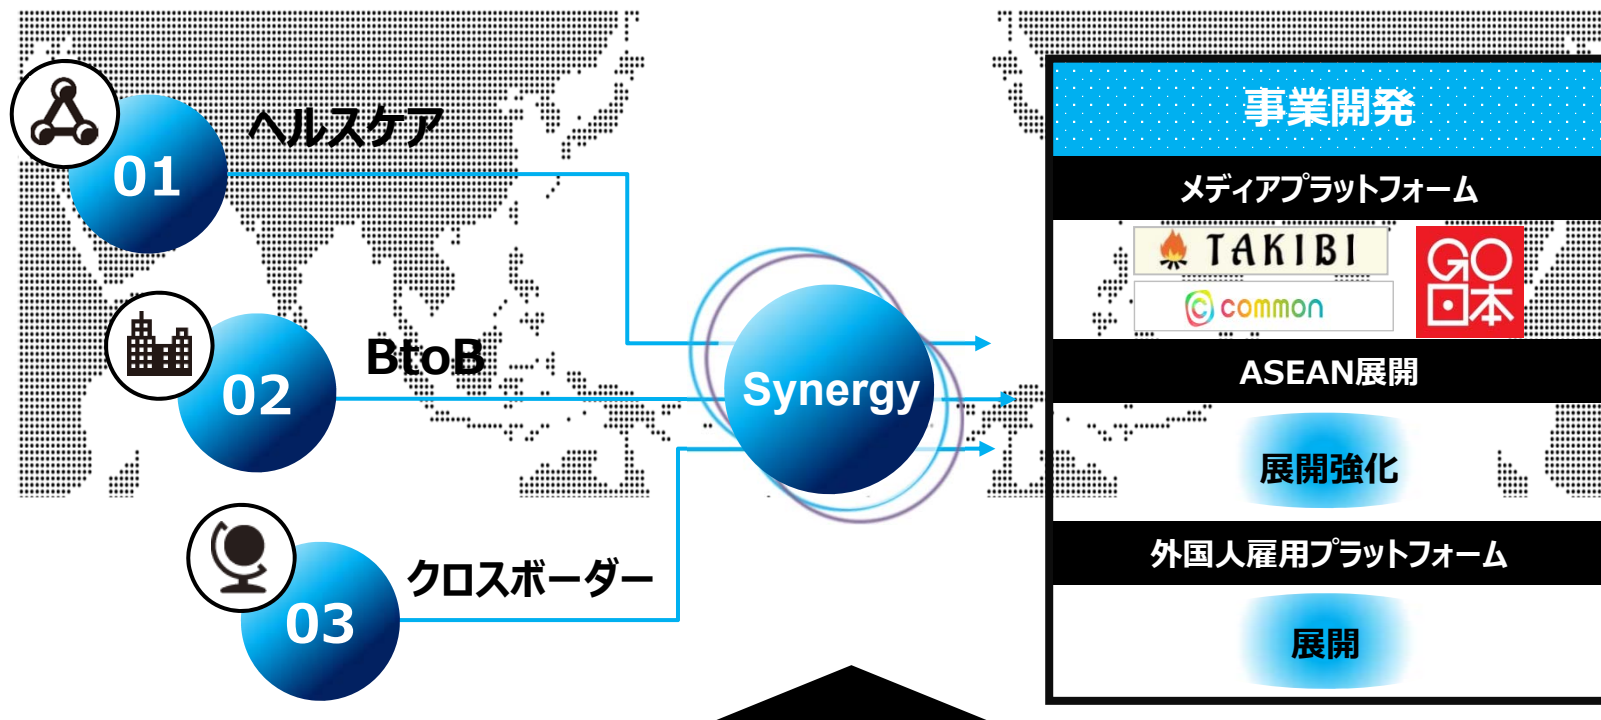 ヘルスケア
01
BtoB
02
クロスボーダー
03
Synergy
事業開発
メディアプラットフォーム
TAKIBI
common
GO
日本
ASEAN展開
展開強化
外国人雇用プラットフォーム
展開